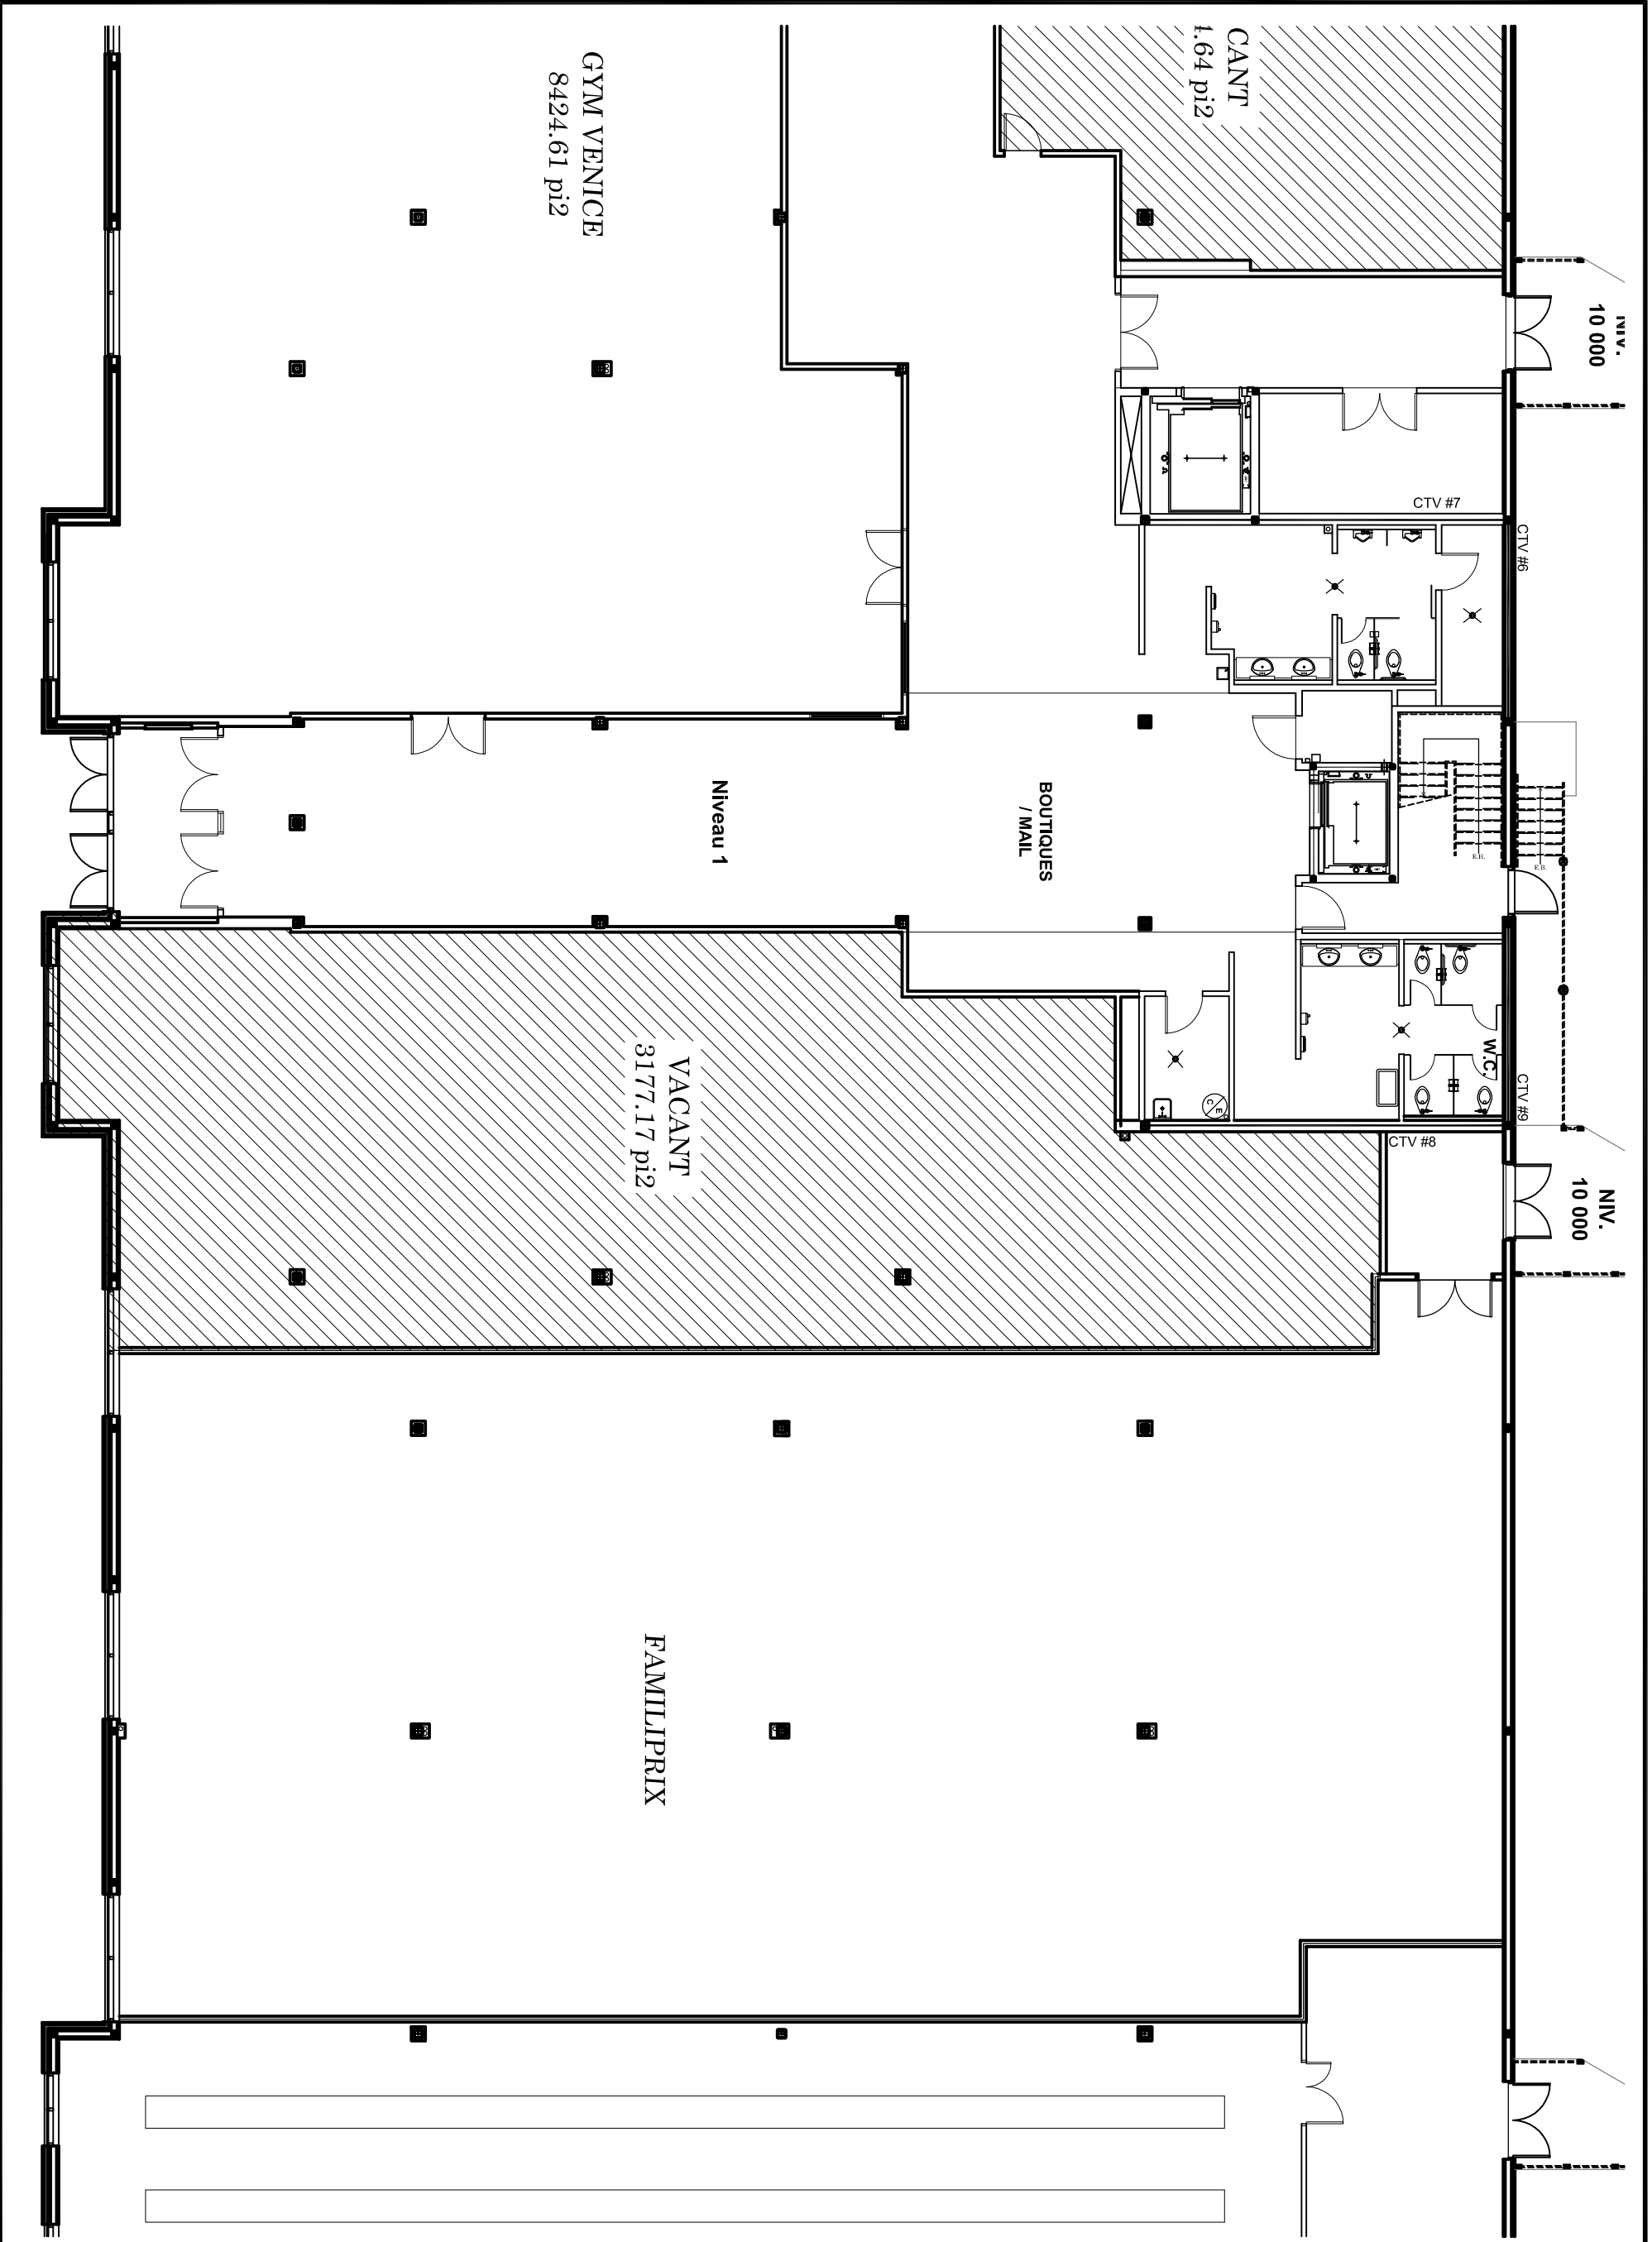 CANT
1.64 pi2
NIV.
10 000
GYM VENICE
8424.61 pi2
CTV #7
CTV #6
BOUTIQUES
/ MAIL
Niveau 1
E.H.
E.B.
W.C.
CTV #9
CTV #8
E
C
NIV.
10 000
VACANT
3177.17 pi2
FAMILIPRIX